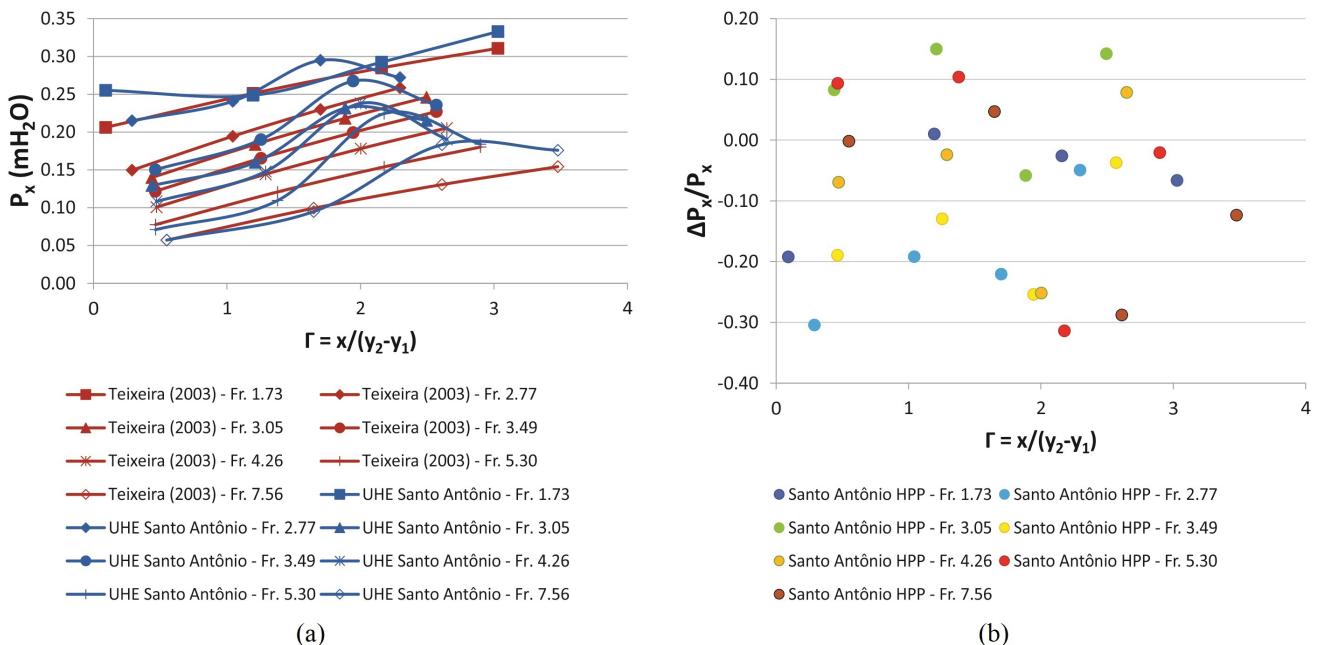 0.35
0.30
0.25
0.20
0.15
0.10
0.05
0.00
Pₓ (mH₂O)
0 1 2 3 4
Γ = x/(y₂-y₁)
Teixeira (2003) - Fr. 1.73 Teixeira (2003) - Fr. 2.77
Teixeira (2003) - Fr. 3.05 Teixeira (2003) - Fr. 3.49
Teixeira (2003) - Fr. 4.26 Teixeira (2003) - Fr. 5.30
Teixeira (2003) - Fr. 7.56 UHE Santo Antônio - Fr. 1.73
UHE Santo Antônio - Fr. 2.77 UHE Santo Antônio - Fr. 3.05
UHE Santo Antônio - Fr. 3.49 UHE Santo Antônio - Fr. 4.26
UHE Santo Antônio - Fr. 5.30 UHE Santo Antônio - Fr. 7.56
(a)
0.20
0.10
0.00
-0.10
-0.20
-0.30
-0.40
ΔPₓ/Pₓ
0 1 2 3 4
Γ = x/(y₂-y₁)
Santo Antônio HPP - Fr. 1.73 Santo Antônio HPP - Fr. 2.77
Santo Antônio HPP - Fr. 3.05 Santo Antônio HPP - Fr. 3.49
Santo Antônio HPP - Fr. 4.26 Santo Antônio HPP - Fr. 5.30
Santo Antônio HPP - Fr. 7.56
(b)